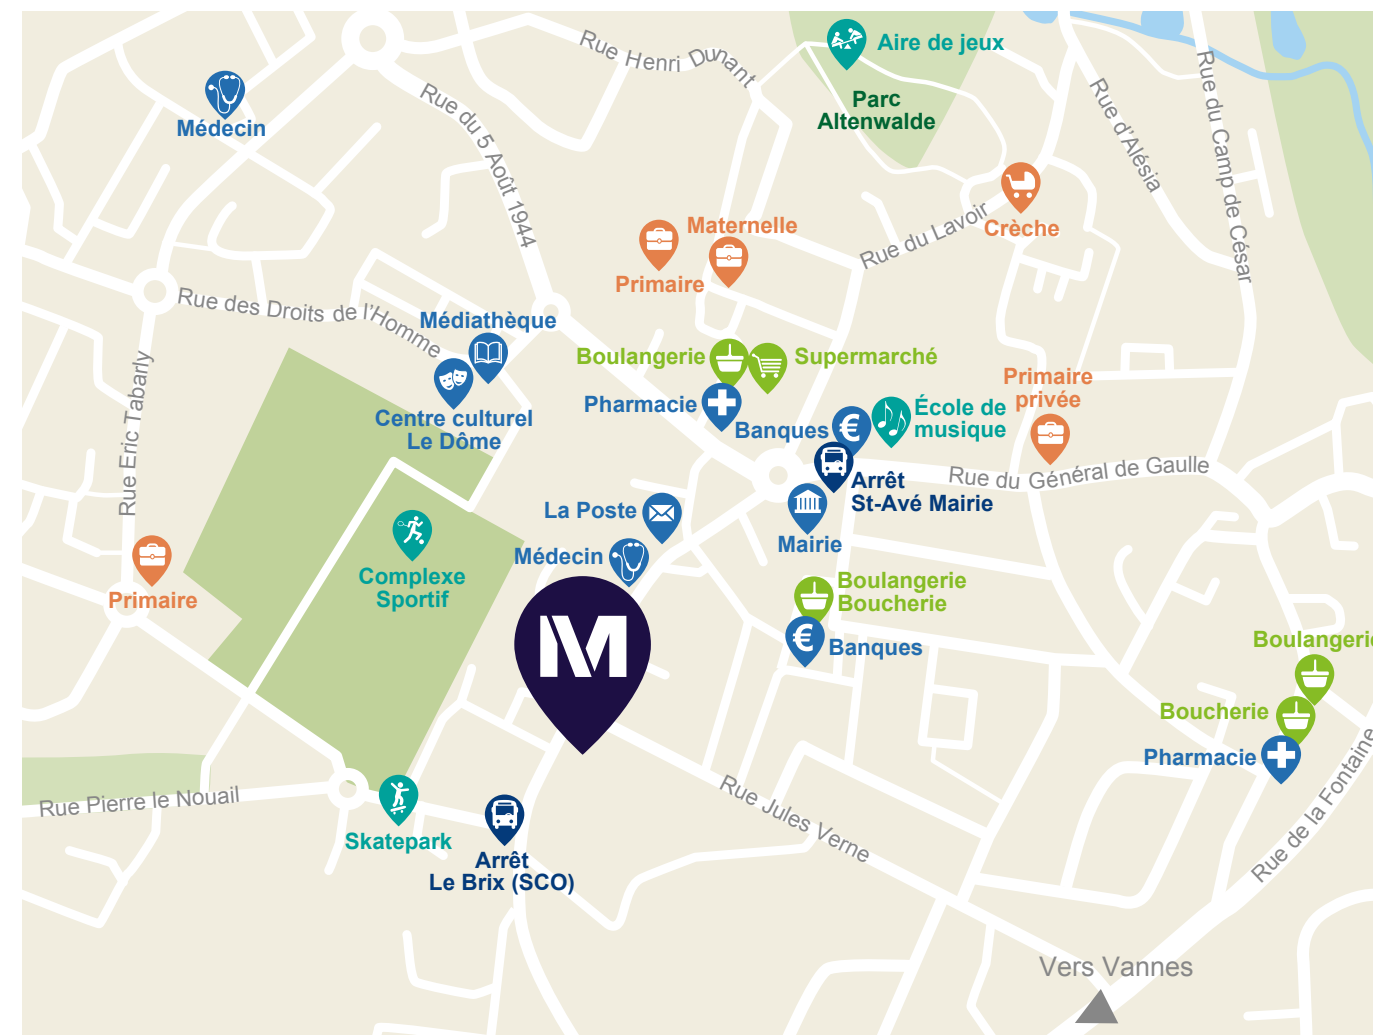 Rue Henri Dunant
Aire de jeux
Parc
Altenwalde
Médecin
Rue du 5 Août 1944
Rue d'Alésia
Rue du Camp de César
Crèche
Rue du Lavoir
Maternelle
Primaire
Rue des Droits de l'Homme
Médiathèque
Centre culturel
Le Dôme
Boulangerie
Supermarché
Pharmacie
Banques
École de
musique
Primaire
privée
Rue Eric Tabarly
Rue du Général de Gaulle
Arrêt
St-Avé Mairie
Mairie
La Poste
Médecin
Complexe
Sportif
Primaire
Boulangerie
Boucherie
Banques
M
Boulangerie
Boucherie
Pharmacie
Rue Pierre le Nouail
Skatepark
Arrêt
Le Brix (SCO)
Rue Jules Verne
Rue de la Fontaine
Vers Vannes